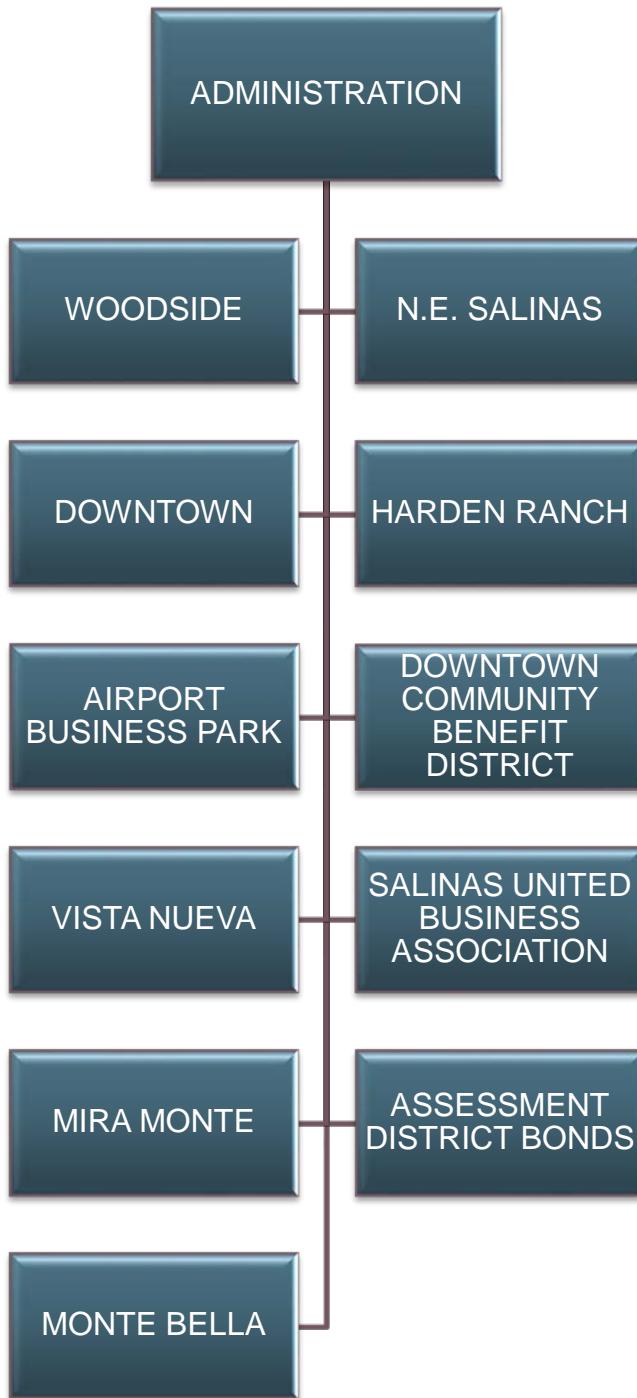 ADMINISTRATION
WOODSIDE
N.E. SALINAS
DOWNTOWN
HARDEN RANCH
AIRPORT
BUSINESS PARK
DOWNTOWN
COMMUNITY
BENEFIT
DISTRICT
VISTA NUEVA
SALINAS UNITED
BUSINESS
ASSOCIATION
MIRA MONTE
ASSESSMENT
DISTRICT BONDS
MONTE BELLA